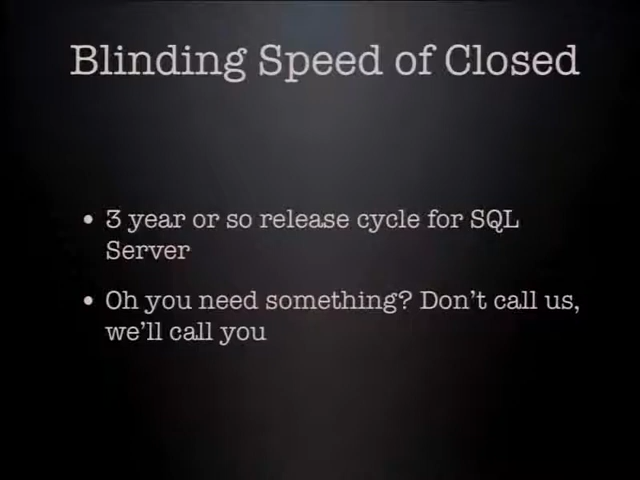 Blinding Speed of Closed
• 3 year or so release cycle for SQL
Server
• Oh you need something? Don't call us,
we'll call you